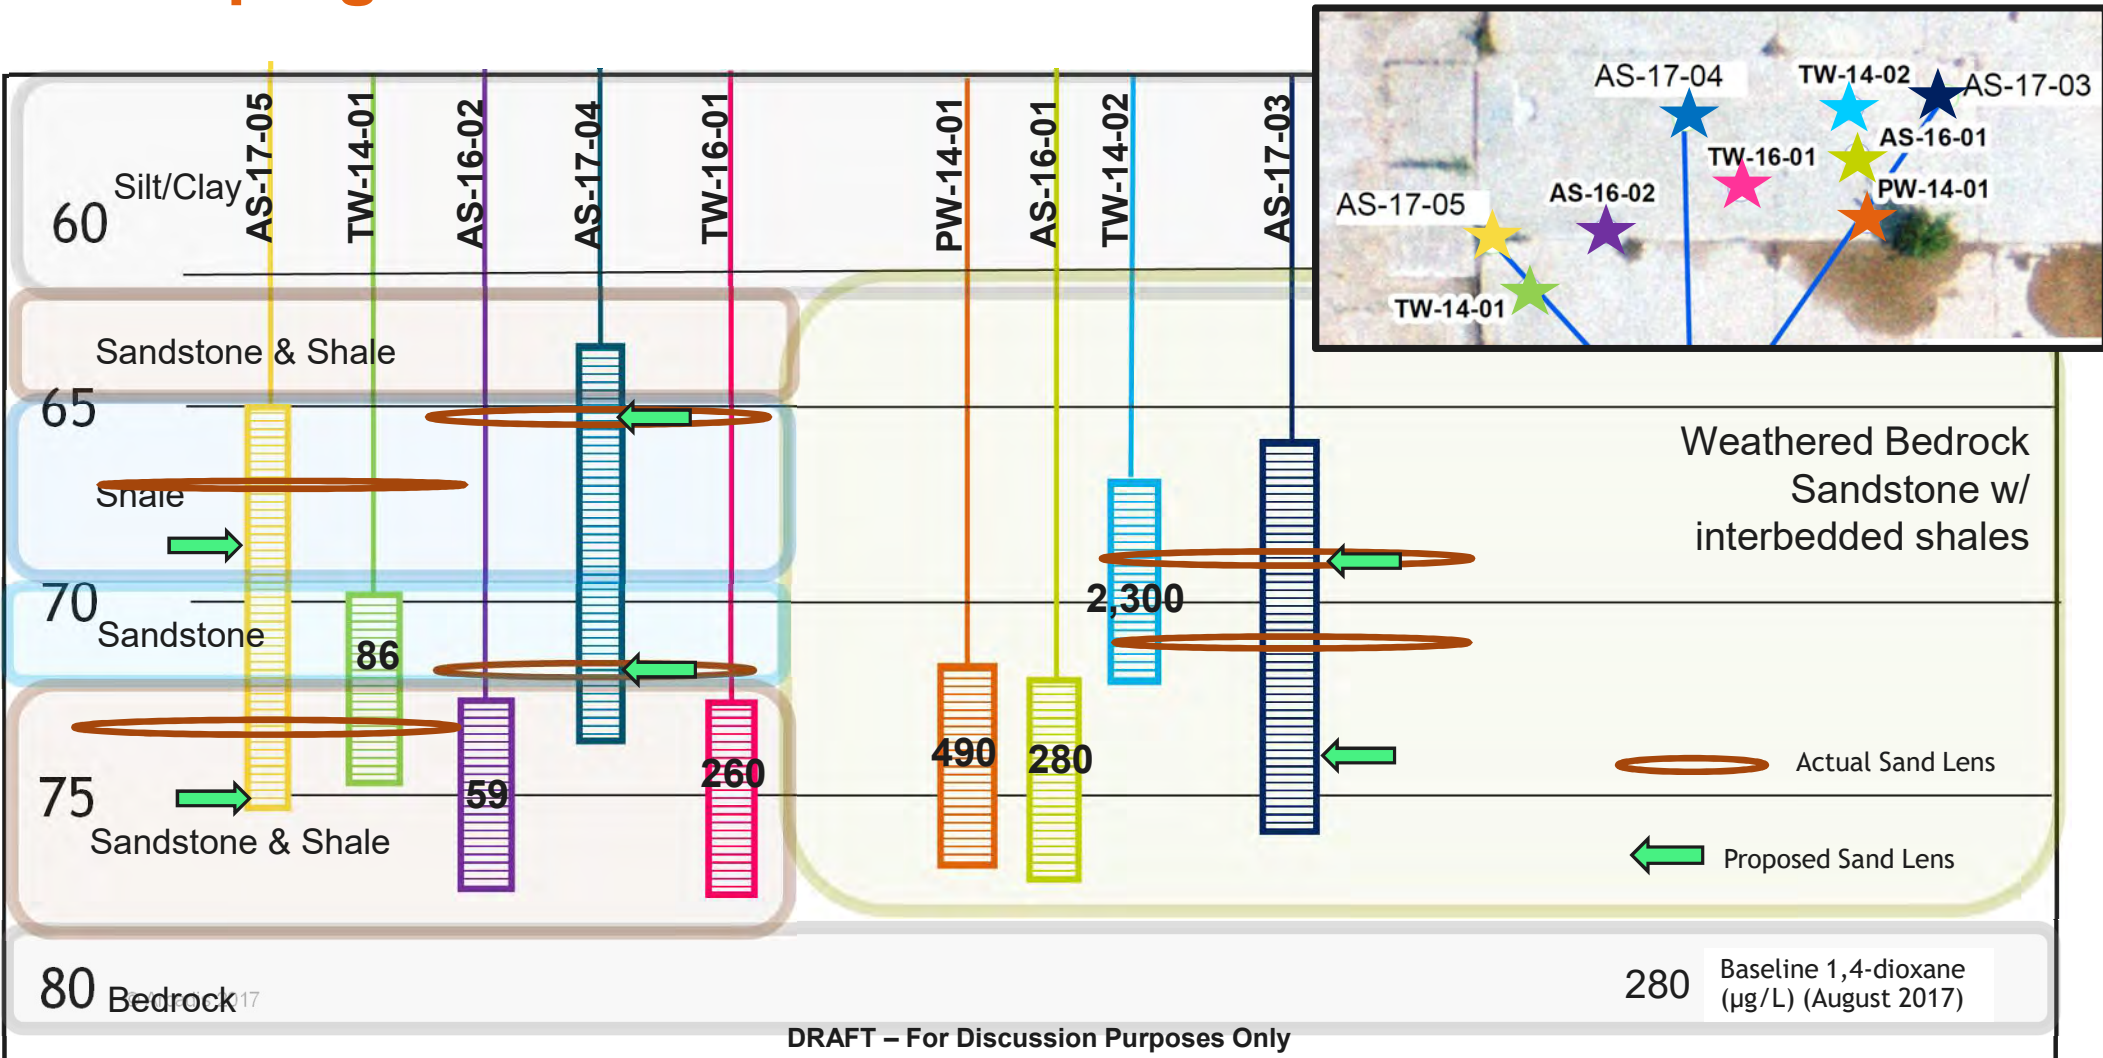 AS-17-05
TW-14-01
AS-16-02
AS-17-04
TW-16-01
PW-14-01
AS-16-01
TW-14-02
AS-17-03
AS-17-04
TW-14-02
AS-17-03
AS-16-01
TW-16-01
PW-14-01
AS-16-02
AS-17-05
TW-14-01
Silt/Clay
60
Sandstone & Shale
65
Shale
70
Sandstone
75
Sandstone & Shale
80
Bedrock
© Arcadis 2017
Weathered Bedrock
Sandstone w/
interbedded shales
2,300
86
59
260
490
280
Actual Sand Lens
Proposed Sand Lens
280
Baseline 1,4-dioxane
(µg/L) (August 2017)
DRAFT – For Discussion Purposes Only